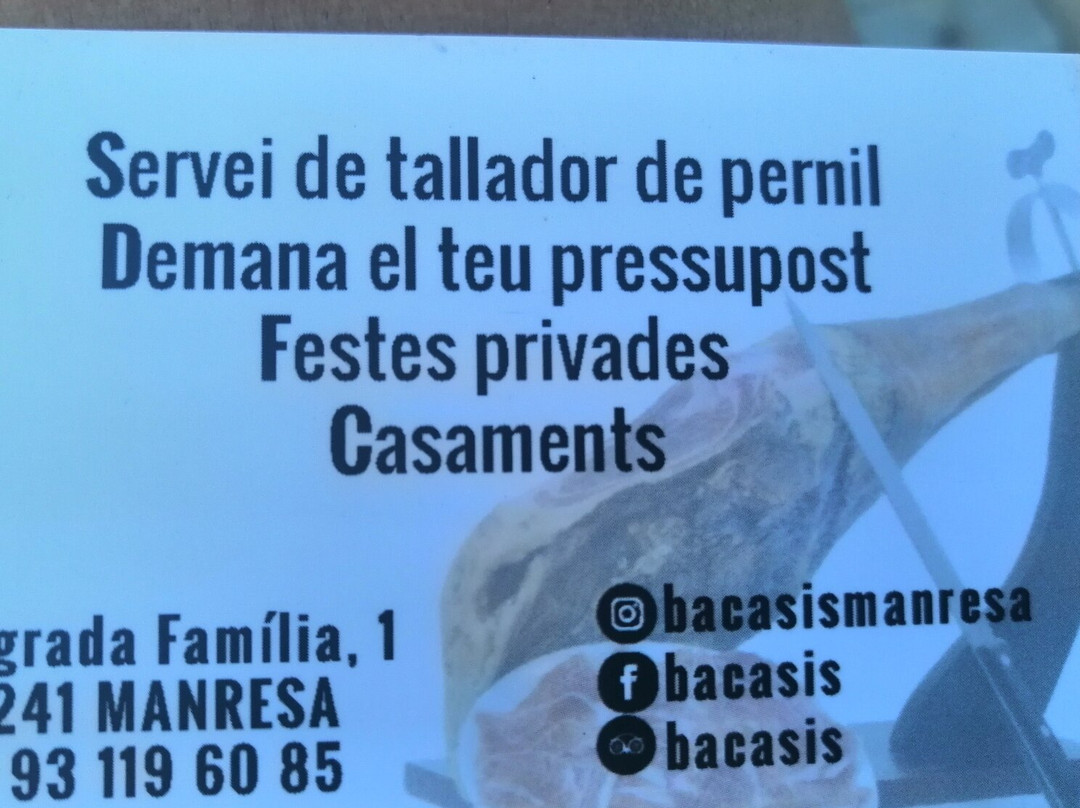 Servei de tallador de pernil
Demana el teu pressupost
Festes privades
Casaments
grada Família, 1
241 MANRESA
93 119 60 85
bacasismanresa
bacasis
bacasis